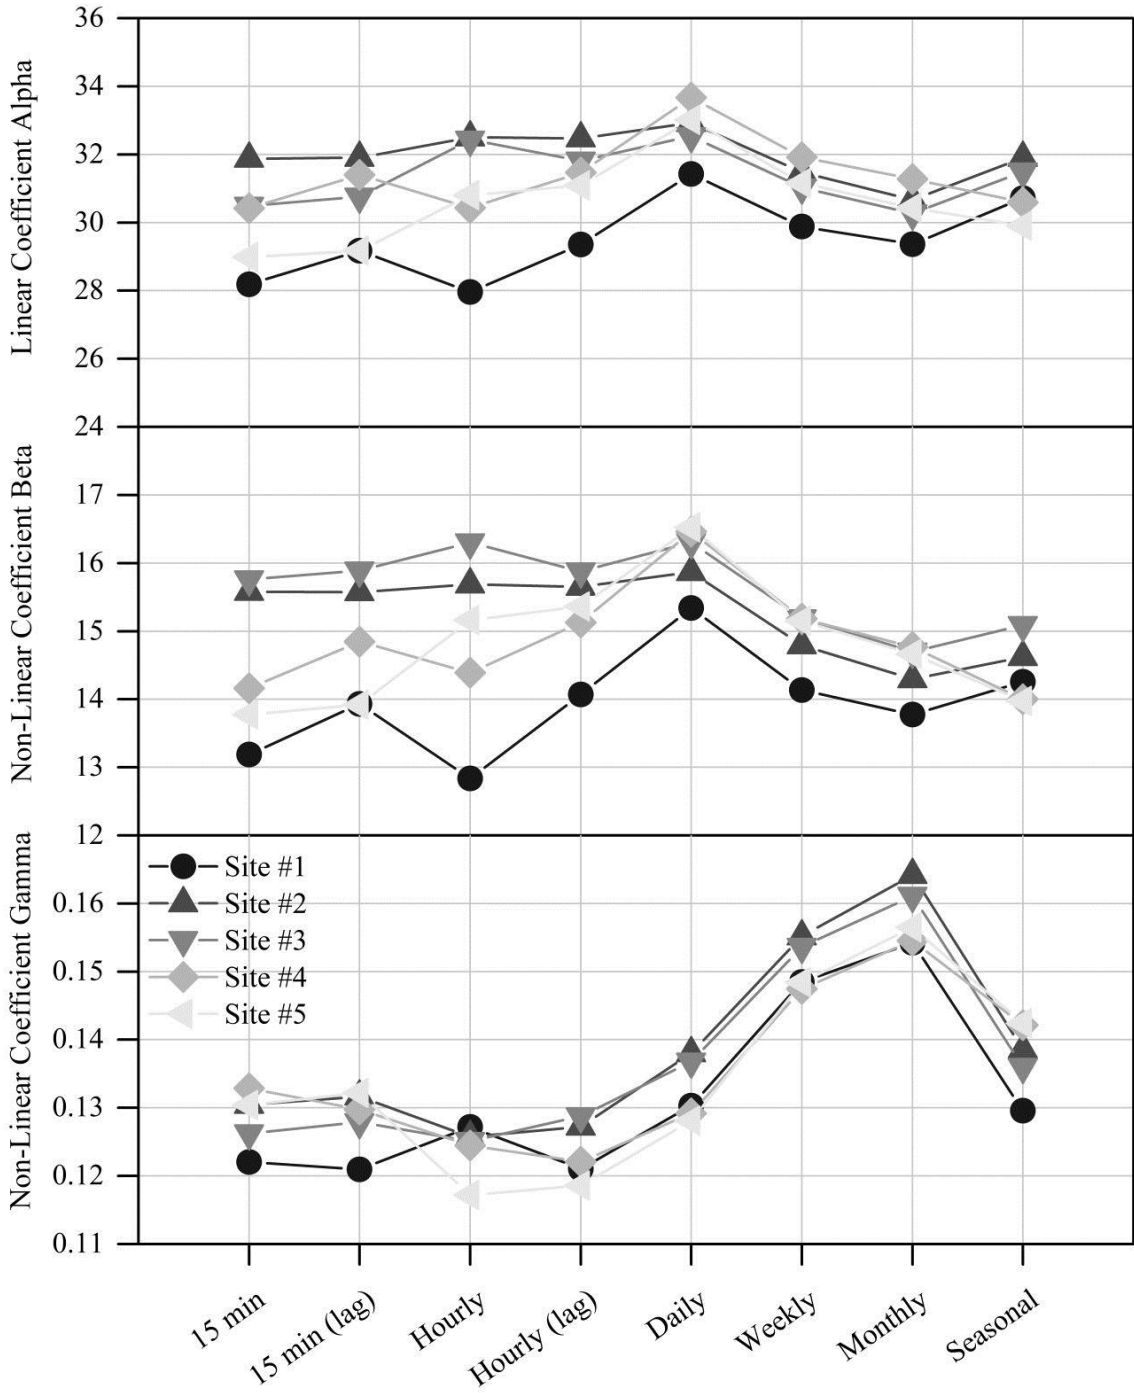 Linear Coefficient Alpha
36
34
32
30
28
26
24
Non-Linear Coefficient Beta
17
16
15
14
13
12
Non-Linear Coefficient Gamma
0.16
0.15
0.14
0.13
0.12
0.11
Site #1
Site #2
Site #3
Site #4
Site #5
15 min
15 min (lag)
Hourly
Hourly (lag)
Daily
Weekly
Monthly
Seasonal